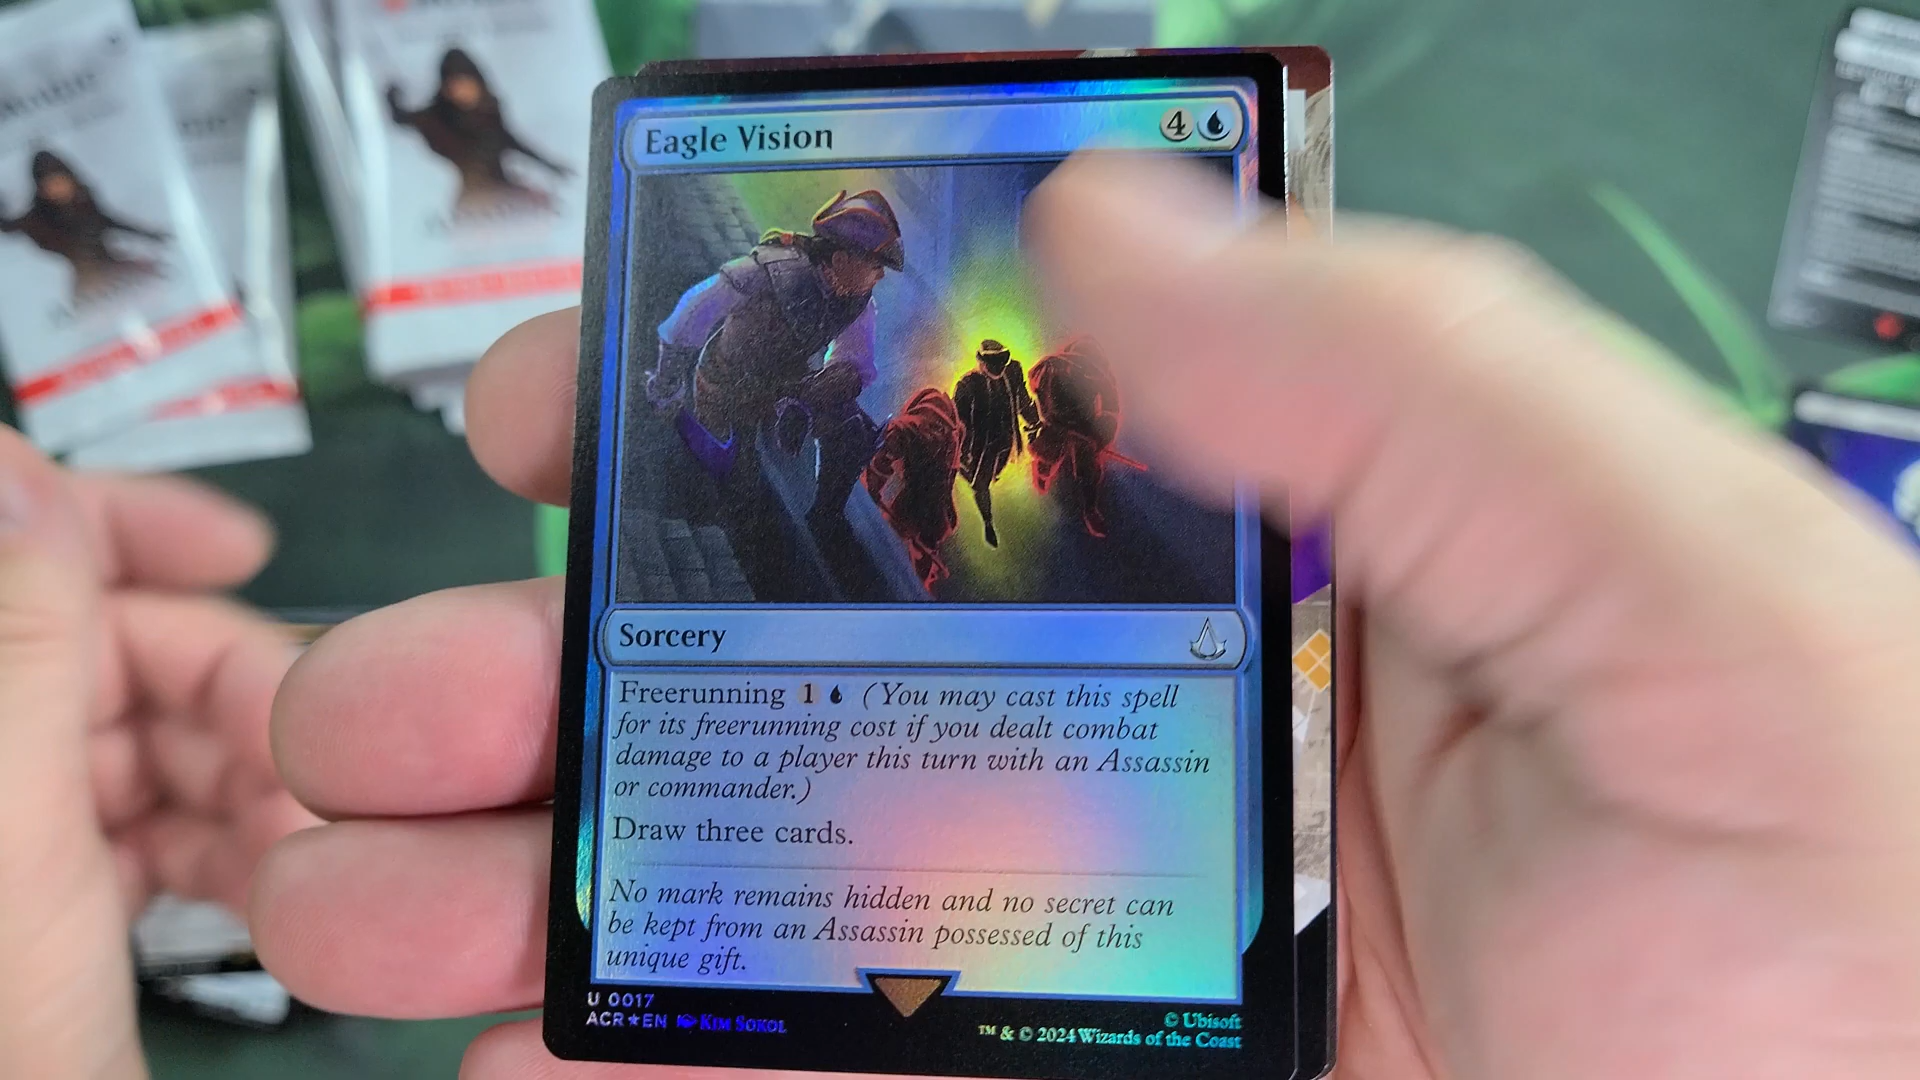 Eagle Vision 4
Sorcery
Freerunning 1 (You may cast this spell
for its freerunning cost if you dealt combat
damage to a player this turn with an Assassin
or commander.)
Draw three cards.
No mark remains hidden and no secret can
be kept from an Assassin possessed of this
unique gift.
U 0017
ACR★EN Kim Sokol
© Ubisoft
™ & © 2024 Wizards of the Coast